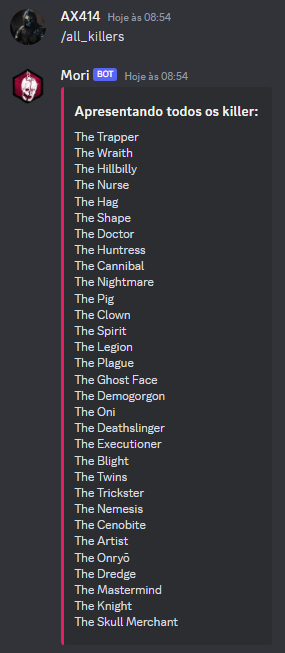 AX414 Hoje às 08:54
/all_killers
Mori BOT Hoje às 08:54
Apresentando todos os killer:
The Trapper
The Wraith
The Hillbilly
The Nurse
The Hag
The Shape
The Doctor
The Huntress
The Cannibal
The Nightmare
The Pig
The Clown
The Spirit
The Legion
The Plague
The Ghost Face
The Demogorgon
The Oni
The Deathslinger
The Executioner
The Blight
The Twins
The Trickster
The Nemesis
The Cenobite
The Artist
The Onryō
The Dredge
The Mastermind
The Knight
The Skull Merchant